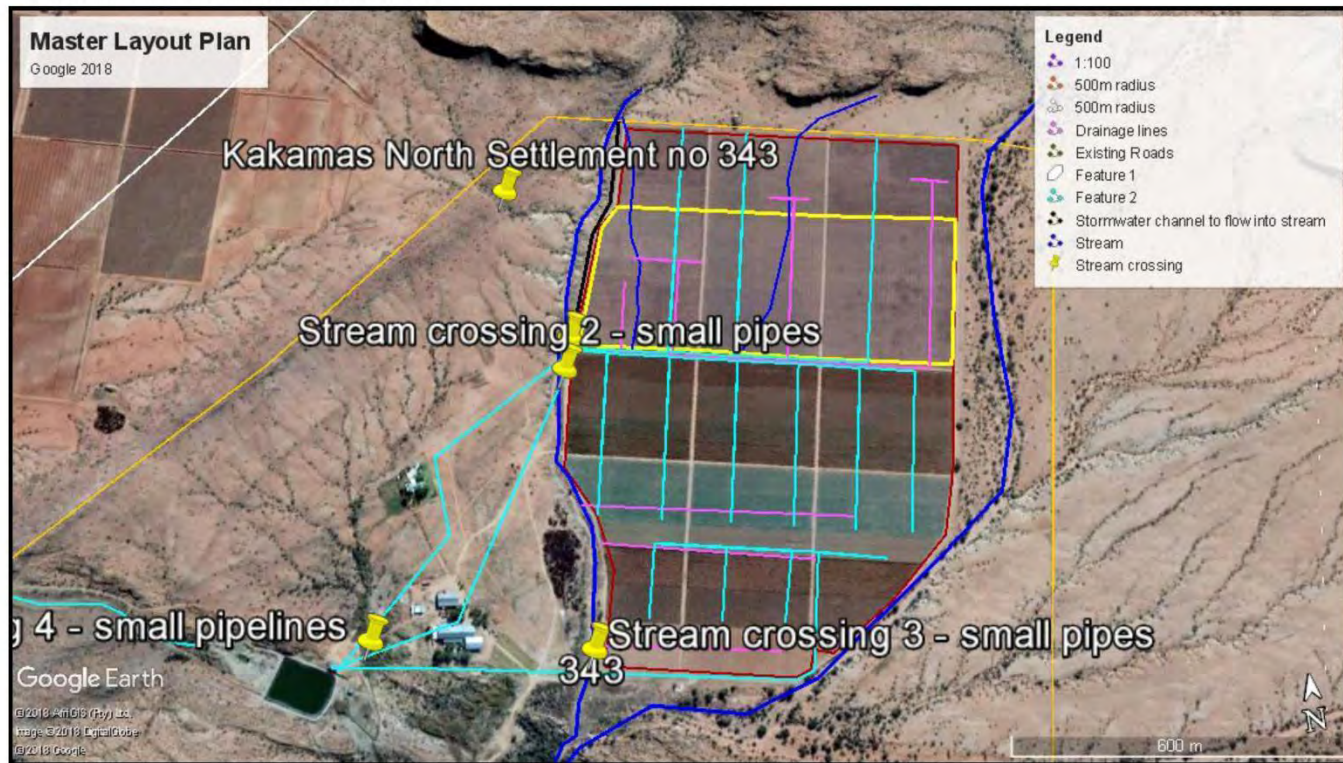 Master Layout Plan
Google 2018
Legend
1:100
500m radius
500m radius
Drainage lines
Existing Roads
Feature 1
Feature 2
Stormwater channel to flow into stream
Stream
Stream crossing
Kakamas North Settlement no 343
Stream crossing 2 - small pipes
g 4 - small pipelines
Stream crossing 3 - small pipes
343
Google Earth
© 2018 AfriGIS (Pty) Ltd.
Image © 2018 DigitalGlobe
© 2018 Google
N
600 m